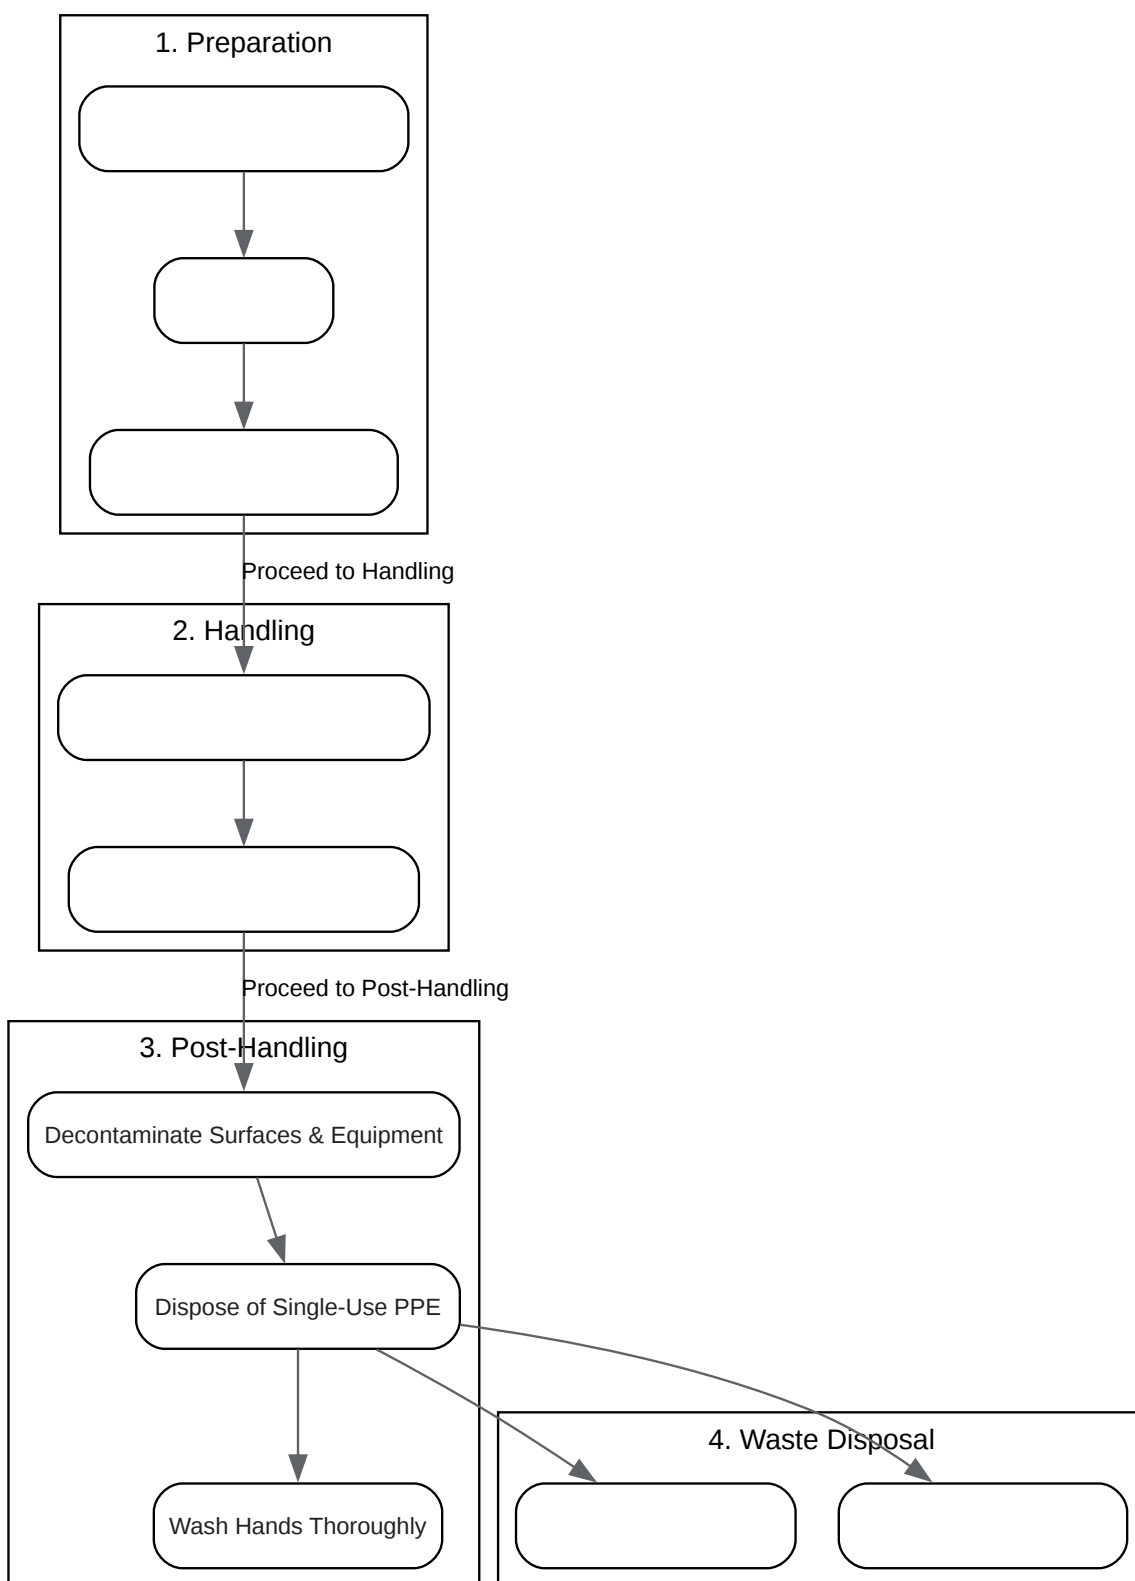 1. Preparation
Proceed to Handling
2. Handling
Proceed to Post-Handling
3. Post-Handling
Decontaminate Surfaces & Equipment
Dispose of Single-Use PPE
4. Waste Disposal
Wash Hands Thoroughly